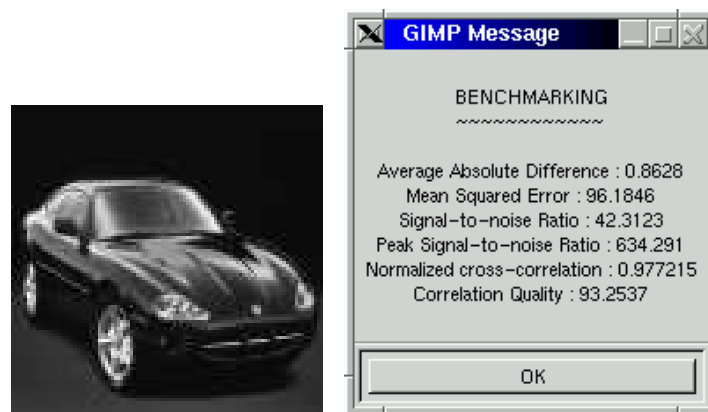 GIMP Message
BENCHMARKING
~~~~~~~~~~~~
Average Absolute Difference : 0.8628
Mean Squared Error : 96.1846
Signal-to-noise Ratio : 42.3123
Peak Signal-to-noise Ratio : 634.291
Normalized cross-correlation : 0.977215
Correlation Quality : 93.2537
OK